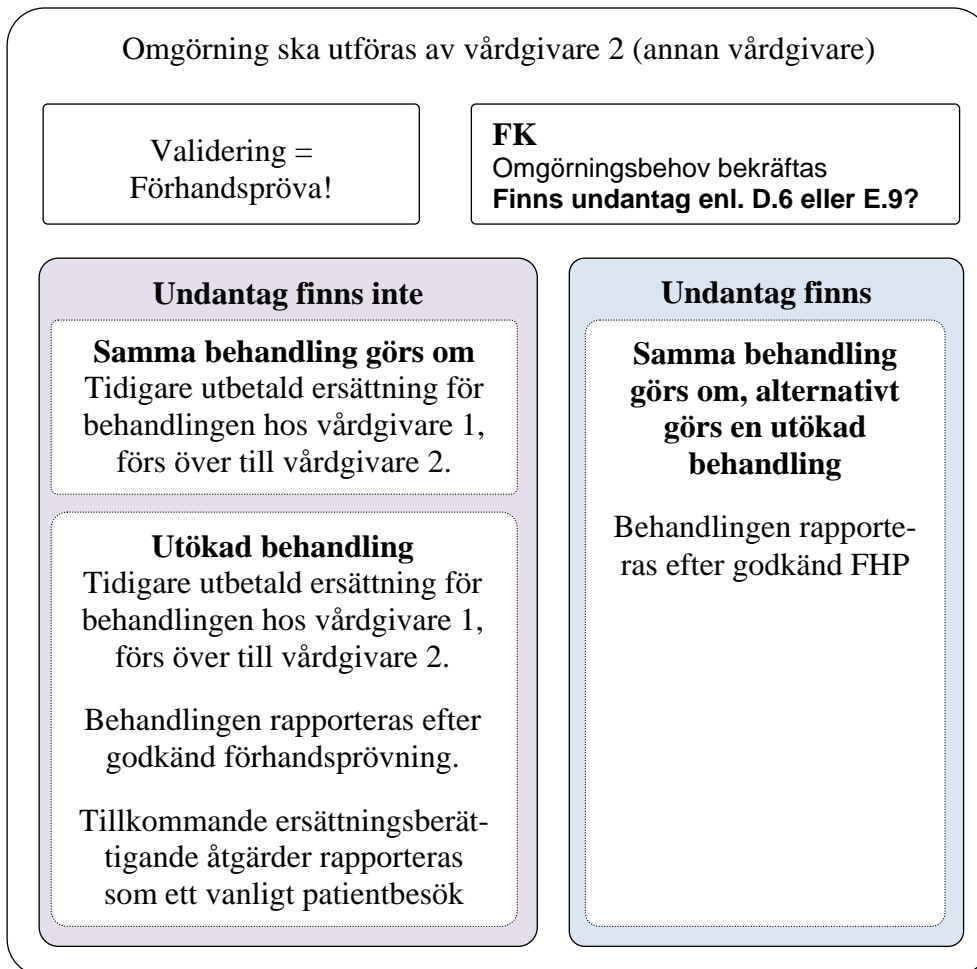 Omgörning ska utföras av vårdgivare 2 (annan vårdgivare)
Validering =
Förhandspröva!
FK
Omgörningsbehov bekräftas
Finns undantag enl. D.6 eller E.9?
Undantag finns inte
Samma behandling görs om
Tidigare utbetald ersättning för
behandlingen hos vårdgivare 1,
förs över till vårdgivare 2.
Utökad behandling
Tidigare utbetald ersättning för
behandlingen hos vårdgivare 1,
förs över till vårdgivare 2.
Behandlingen rapporteras efter
godkänd förhandsprövning.
Tillkommande ersättningsberät-
tigande åtgärder rapporteras
som ett vanligt patientbesök
Undantag finns
Samma behandling
görs om, alternativt
görs en utökad
behandling
Behandlingen rapporte-
ras efter godkänd FHP